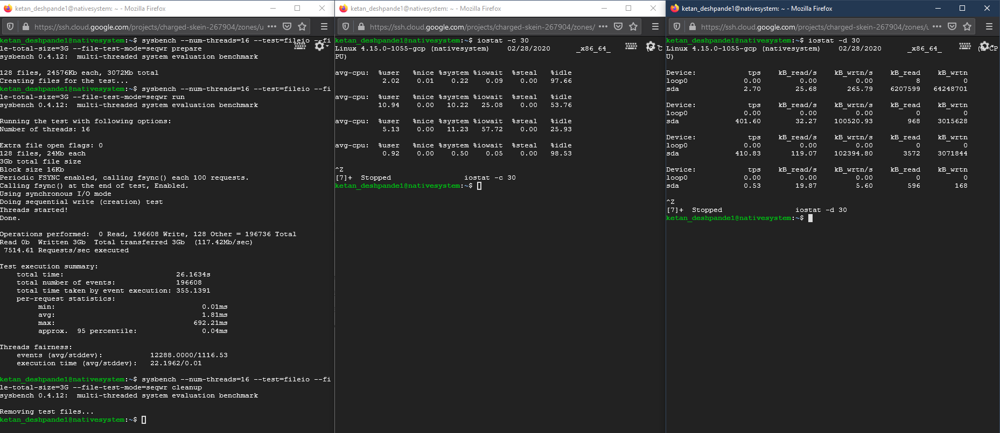 ketan_deshpande1@nativesystem: ~ - Mozilla Firefox
https://ssh.cloud.google.com/projects/charged-skein-267904/zones/u
ketan_deshpande1@nativesystem:~$ sysbench --num-threads=16 --test=fileio --fi
le-total-size=3G --file-test-mode=seqwr prepare
sysbench 0.4.12:  multi-threaded system evaluation benchmark
128 files, 24576Kb each, 3072Mb total
Creating files for the test...
ketan_deshpande1@nativesystem:~$ sysbench --num-threads=16 --test=fileio --fi
le-total-size=3G --file-test-mode=seqwr run
sysbench 0.4.12:  multi-threaded system evaluation benchmark
Running the test with following options:
Number of threads: 16
Extra file open flags: 0
128 files, 24Mb each
3Gb total file size
Block size 16Kb
Periodic FSYNC enabled, calling fsync() each 100 requests.
Calling fsync() at the end of test, Enabled.
Using synchronous I/O mode
Doing sequential write (creation) test
Threads started!
Done.
Operations performed:  0 Read, 196608 Write, 128 Other = 196736 Total
Read 0b  Written 3Gb  Total transferred 3Gb  (117.42Mb/sec)
7514.61 Requests/sec executed
Test execution summary:
total time: 26.1634s
total number of events: 196608
total time taken by event execution: 355.1391
per-request statistics:
min: 0.01ms
avg: 1.81ms
max: 692.21ms
approx.  95 percentile: 0.04ms
Threads fairness:
events (avg/stddev): 12288.0000/1116.53
execution time (avg/stddev): 22.1962/0.01
ketan_deshpande1@nativesystem:~$ sysbench --num-threads=16 --test=fileio --fi
le-total-size=3G --file-test-mode=seqwr cleanup
sysbench 0.4.12:  multi-threaded system evaluation benchmark
Removing test files...
ketan_deshpande1@nativesystem:~$
ketan_deshpande1@nativesystem: ~ - Mozilla Firefox
https://ssh.cloud.google.com/projects/charged-skein-267904/zones/
ketan_deshpande1@nativesystem:~$ iostat -c 30
Linux 4.15.0-1055-gcp (nativesystem) 02/28/2020 _x86_64_ (2 C
PU)
avg-cpu: %user %nice %system %iowait %steal %idle
2.02 0.01 0.22 0.09 0.00 97.66
avg-cpu: %user %nice %system %iowait %steal %idle
10.94 0.00 10.22 25.08 0.00 53.76
avg-cpu: %user %nice %system %iowait %steal %idle
5.13 0.00 11.23 57.72 0.00 25.93
avg-cpu: %user %nice %system %iowait %steal %idle
0.92 0.00 0.50 0.05 0.00 98.53
^Z
[7]+ Stopped iostat -c 30
ketan_deshpande1@nativesystem:~$
ketan_deshpande1@nativesystem: ~ - Mozilla Firefox
https://ssh.cloud.google.com/projects/charged-skein-267904/zones/u
ketan_deshpande1@nativesystem:~$ iostat -d 30
Linux 4.15.0-1055-gcp (nativesystem) 02/28/2020 _x86_64_ (2 CP
U)
Device: tps kB_read/s kB_wrtn/s kB_read kB_wrtn
loop0 0.00 0.00 0.00 8 0
sda 2.70 25.68 265.79 6207599 64248701
Device: tps kB_read/s kB_wrtn/s kB_read kB_wrtn
loop0 0.00 0.00 0.00 0 0
sda 401.60 32.27 100520.93 968 3015628
Device: tps kB_read/s kB_wrtn/s kB_read kB_wrtn
loop0 0.00 0.00 0.00 0 0
sda 410.83 119.07 102394.80 3572 3071844
Device: tps kB_read/s kB_wrtn/s kB_read kB_wrtn
loop0 0.00 0.00 0.00 0 0
sda 0.53 19.87 5.60 596 168
^Z
[7]+ Stopped iostat -d 30
ketan_deshpande1@nativesystem:~$